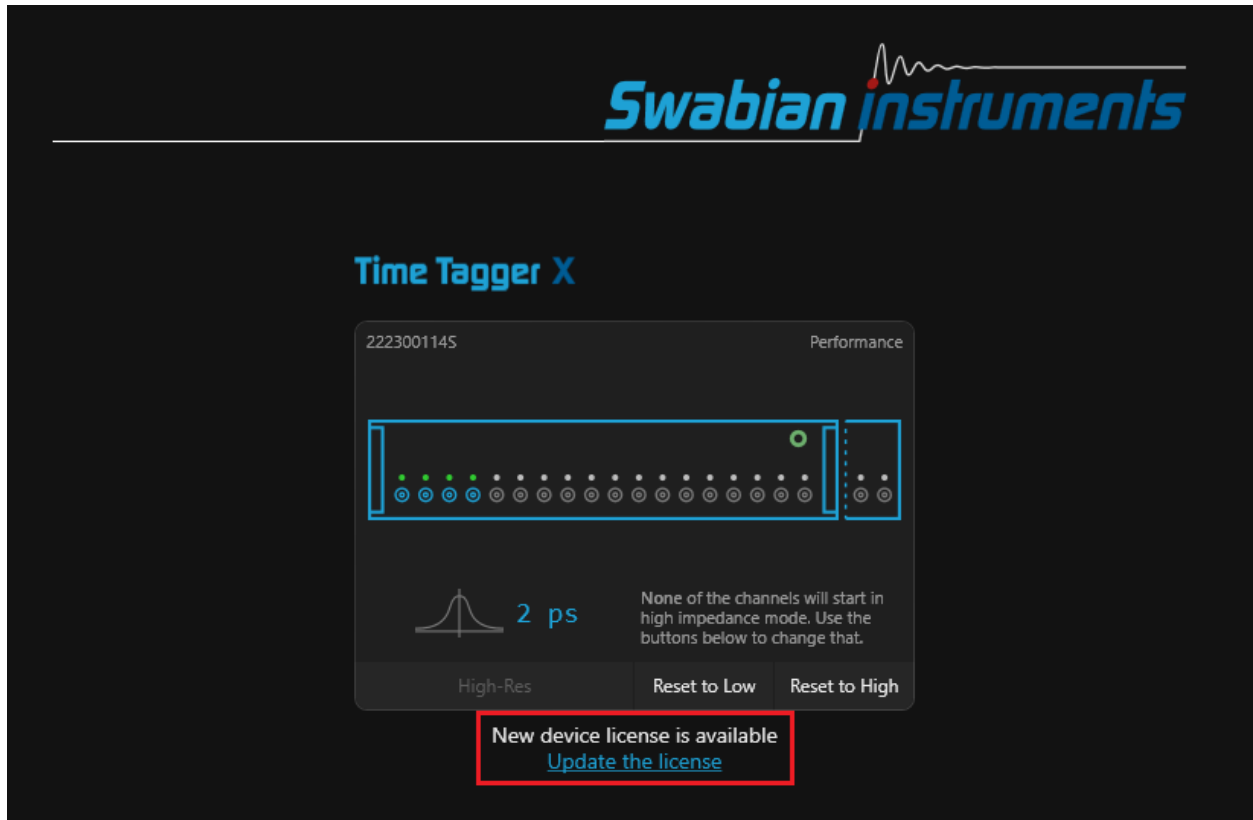 Swabian instruments
Time Tagger X
222300114S Performance
2 ps
None of the channels will start in
high impedance mode. Use the
buttons below to change that.
High-Res Reset to Low Reset to High
New device license is available
Update the license